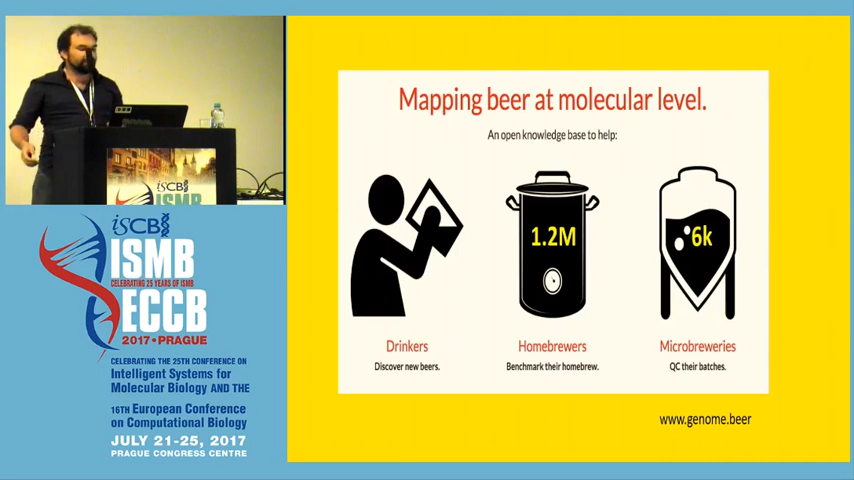 iSCB
ISMB
iSCB
ISMB
CELEBRATING 25 YEARS OF ISMB
ECCB
2017 • PRAGUE
CELEBRATING THE 25TH CONFERENCE ON
Intelligent Systems for
Molecular Biology AND THE
16TH European Conference
on Computational Biology
JULY 21-25, 2017
PRAGUE CONGRESS CENTRE
Mapping beer at molecular level.
An open knowledge base to help:
1.2M
6k
Drinkers
Homebrewers
Microbreweries
Discover new beers.
Benchmark their homebrew.
QC their batches.
www.genome.beer